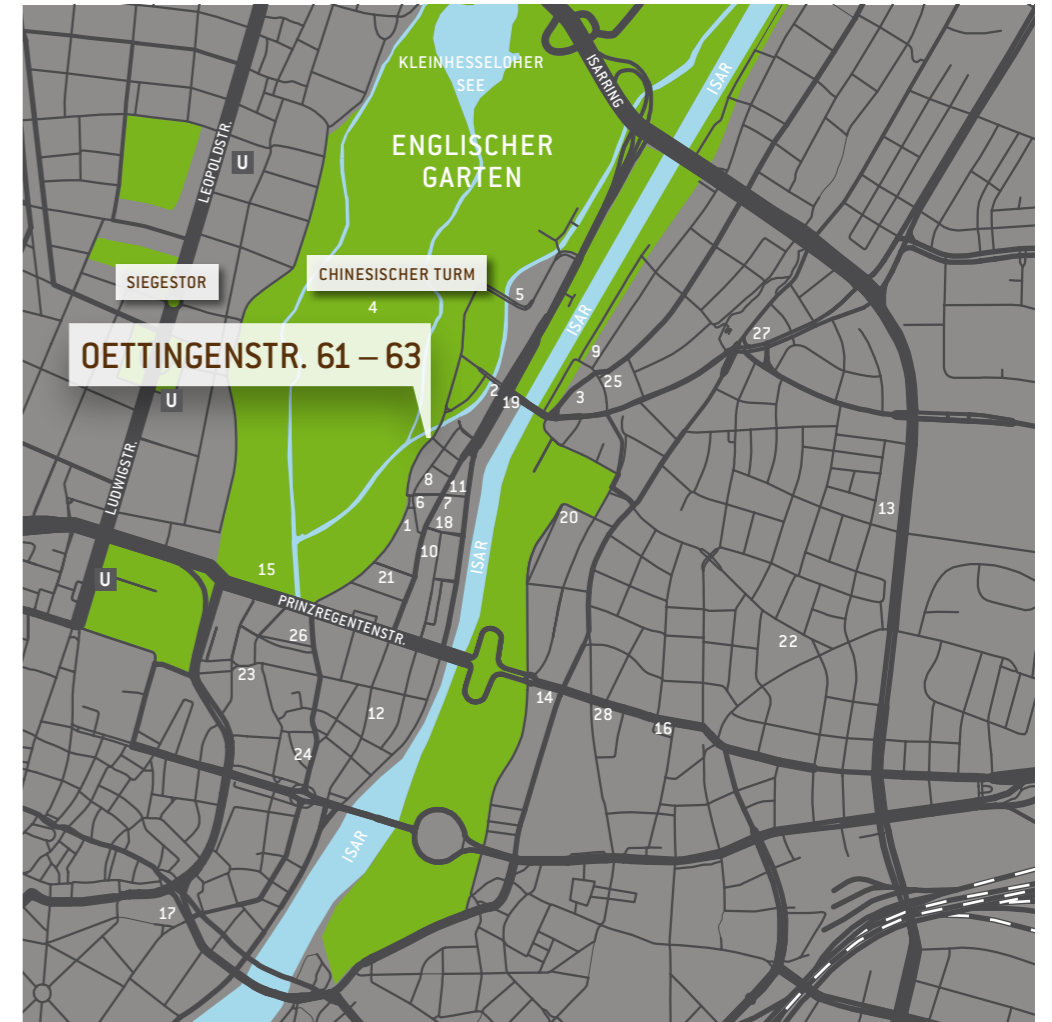 KLEINHESSELOHER
SEE
ISARRING
ISAR
LEOPOLDSTR.
U
ENGLISCHER
GARTEN
SIEGESTOR
CHINESISCHER TURM
4
5
ISAR
27
OETTINGENSTR. 61 – 63
9
25
2
19
3
U
LUDWIGSTR.
8
11
6
7
1
18
20
13
10
ISAR
15
21
U
PRINZREGENTENSTR.
26
22
23
14
12
28
16
24
ISAR
17